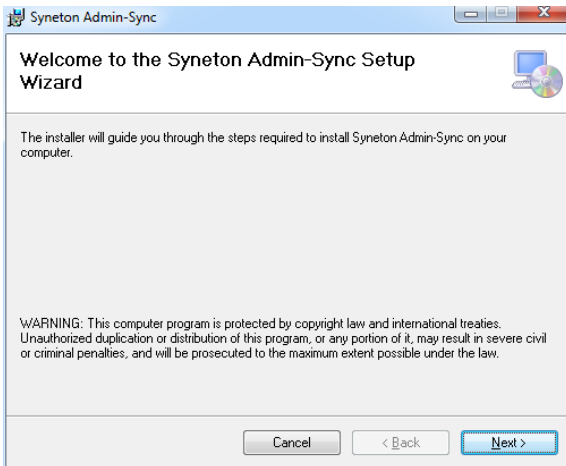 Syneton Admin-Sync
Welcome to the Syneton Admin-Sync Setup
Wizard
The installer will guide you through the steps required to install Syneton Admin-Sync on your
computer.
WARNING: This computer program is protected by copyright law and international treaties.
Unauthorized duplication or distribution of this program, or any portion of it, may result in severe civil
or criminal penalties, and will be prosecuted to the maximum extent possible under the law.
Cancel
< Back
Next >